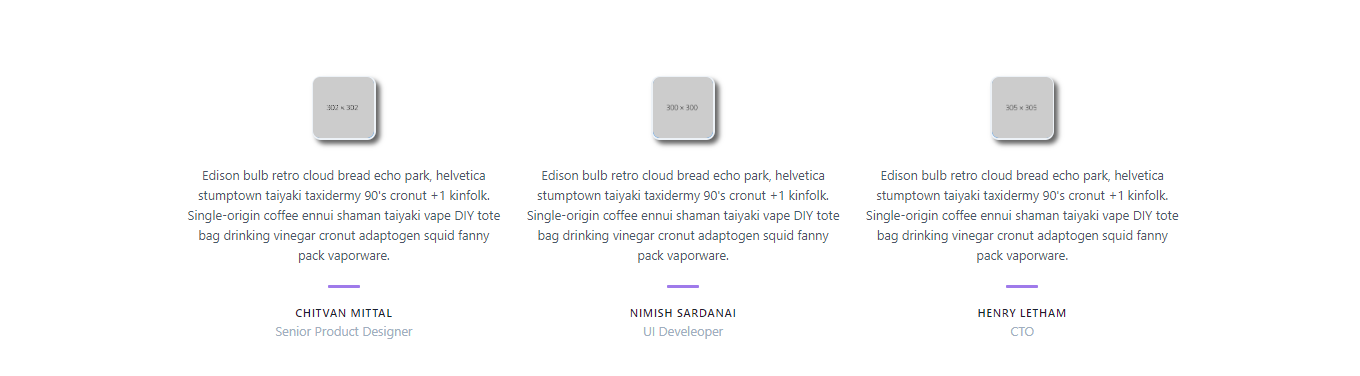 302 × 302
Edison bulb retro cloud bread echo park, helvetica
stumptown taiyaki taxidermy 90's cronut +1 kinfolk.
Single-origin coffee ennui shaman taiyaki vape DIY tote
bag drinking vinegar cronut adaptogen squid fanny
pack vaporware.
CHITVAN MITTAL
Senior Product Designer
300 × 300
Edison bulb retro cloud bread echo park, helvetica
stumptown taiyaki taxidermy 90's cronut +1 kinfolk.
Single-origin coffee ennui shaman taiyaki vape DIY tote
bag drinking vinegar cronut adaptogen squid fanny
pack vaporware.
NIMISH SARDANAI
UI Develeoper
305 × 305
Edison bulb retro cloud bread echo park, helvetica
stumptown taiyaki taxidermy 90's cronut +1 kinfolk.
Single-origin coffee ennui shaman taiyaki vape DIY tote
bag drinking vinegar cronut adaptogen squid fanny
pack vaporware.
HENRY LETHAM
CTO